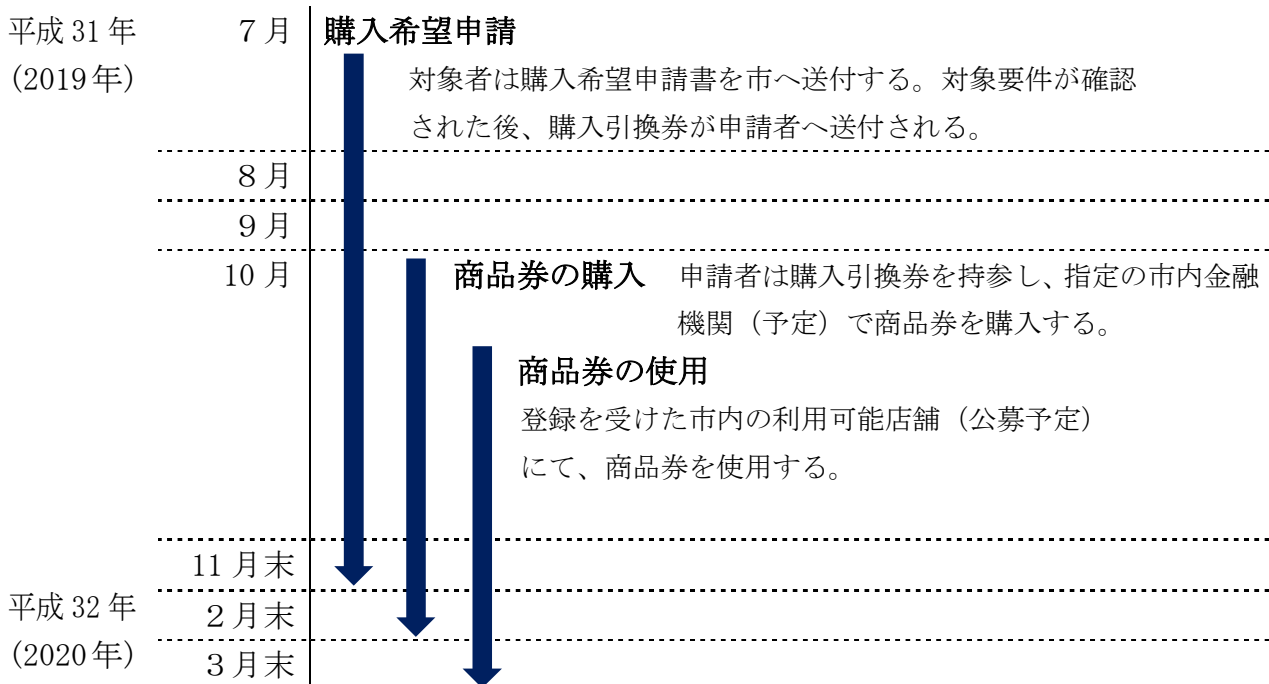 平成 31 年 7 月 購入希望申請
(2019年) 対象者は購入希望申請書を市へ送付する。対象要件が確認
された後、購入引換券が申請者へ送付される。
8 月
9 月
10 月 商品券の購入 申請者は購入引換券を持参し、指定の市内金融
機関（予定）で商品券を購入する。
商品券の使用
登録を受けた市内の利用可能店舗（公募予定）
にて、商品券を使用する。
11 月末
平成 32 年 2 月末
(2020年) 3 月末